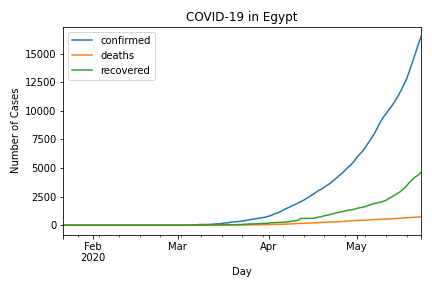 COVID-19 in Egypt
confirmed
deaths
recovered
Number of Cases
15000
12500
10000
7500
5000
2500
0
Feb
2020
Mar
Apr
May
Day